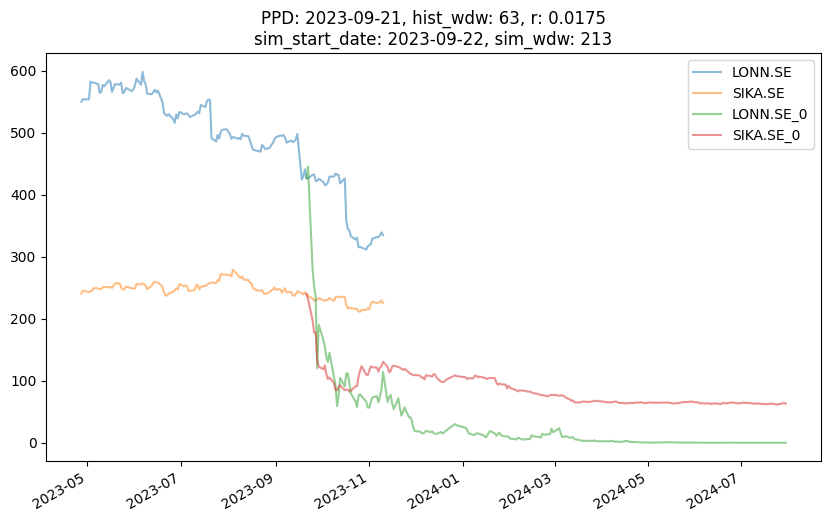 PPD: 2023-09-21, hist_wdw: 63, r: 0.0175
sim_start_date: 2023-09-22, sim_wdw: 213
LONN.SE
SIKA.SE
LONN.SE_0
SIKA.SE_0
600
500
400
300
200
100
0
2023-05
2023-07
2023-09
2023-11
2024-01
2024-03
2024-05
2024-07